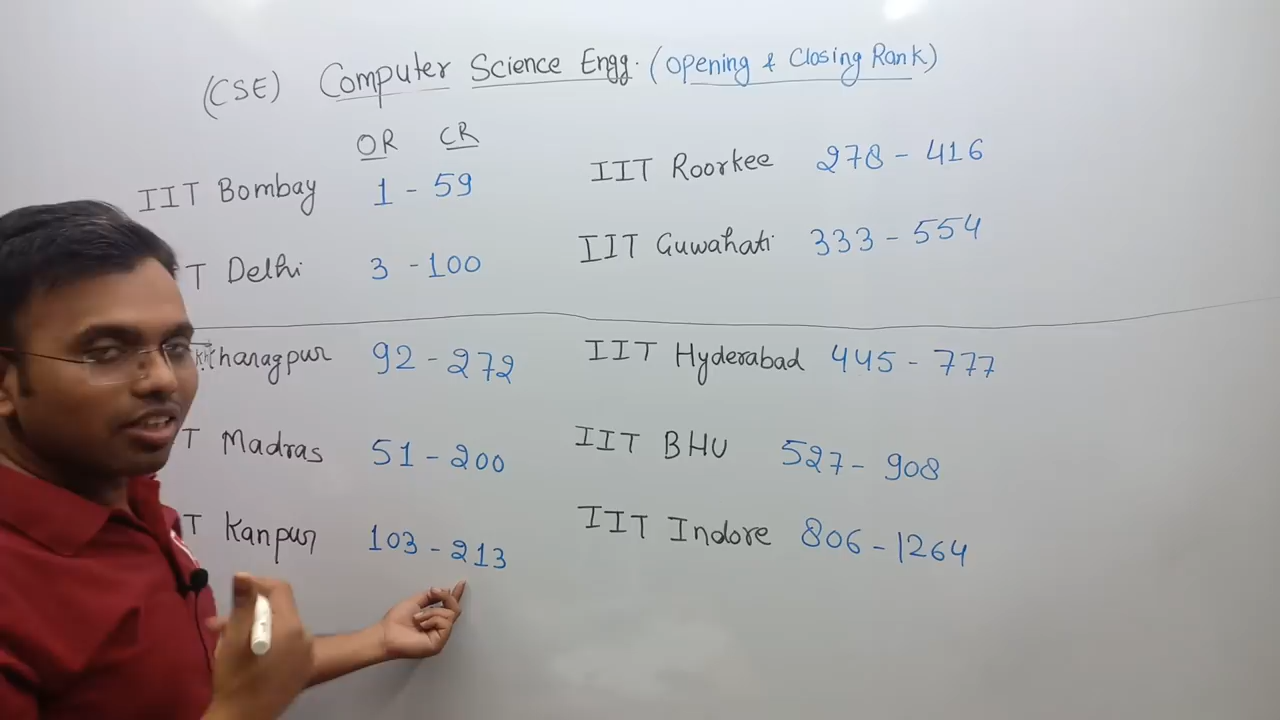 (CSE) Computer Science Engg. (Opening & Closing Rank)
OR CR
IIT Bombay 1 - 59
T Delhi 3 - 100
Kharagpur 92 - 272
T Madras 51 - 200
T Kanpur 103 - 213
IIT Roorkee 278 - 416
IIT Guwahati 333 - 554
IIT Hyderabad 445 - 777
IIT BHU 527 - 908
IIT Indore 806 - 1264